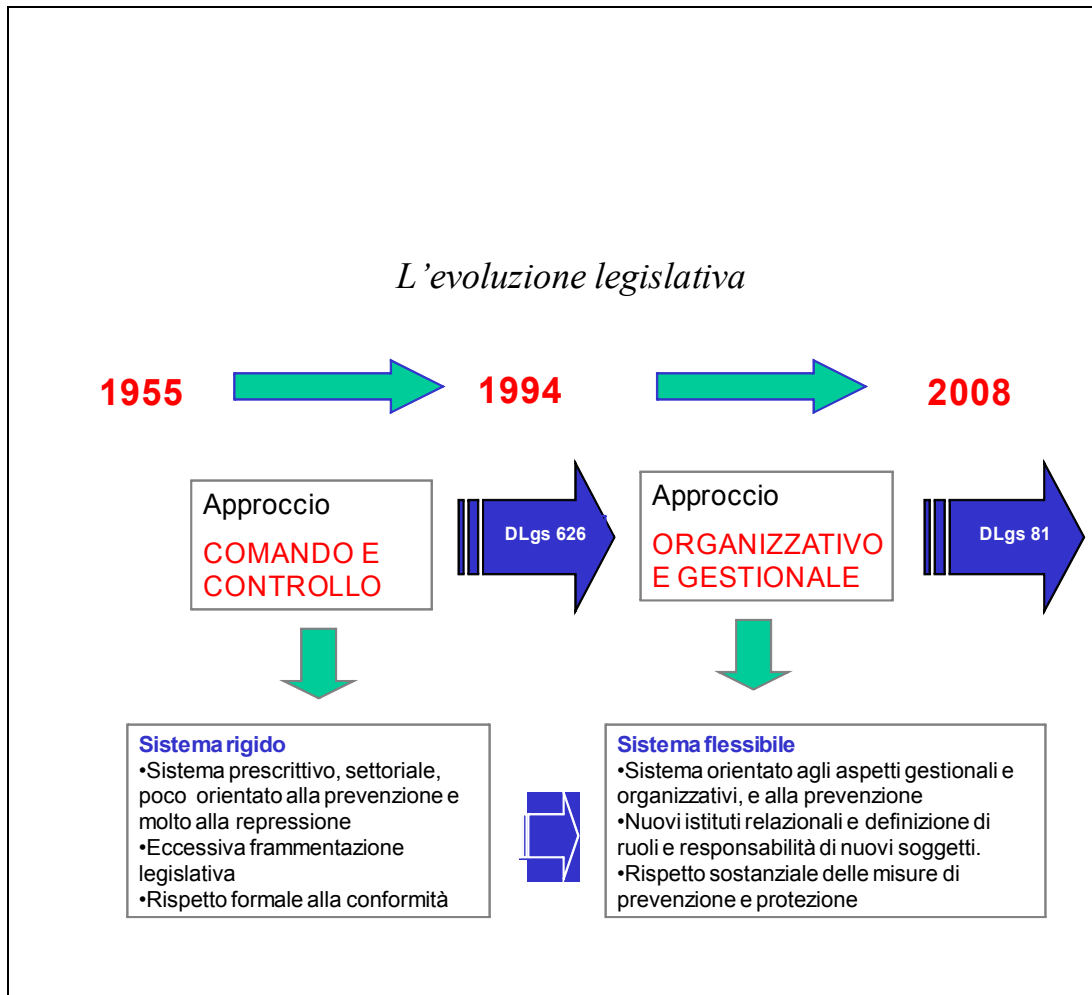 L’evoluzione legislativa
1955
1994
2008
Approccio
COMANDO E
CONTROLLO
DLgs 626
Approccio
ORGANIZZATIVO
E GESTIONALE
DLgs 81
Sistema rigido
•Sistema prescrittivo, settoriale,
poco orientato alla prevenzione e
molto alla repressione
•Eccessiva frammentazione
legislativa
•Rispetto formale alla conformità
Sistema flessibile
•Sistema orientato agli aspetti gestionali e
organizzativi, e alla prevenzione
•Nuovi istituti relazionali e definizione di
ruoli e responsabilità di nuovi soggetti.
•Rispetto sostanziale delle misure di
prevenzione e protezione